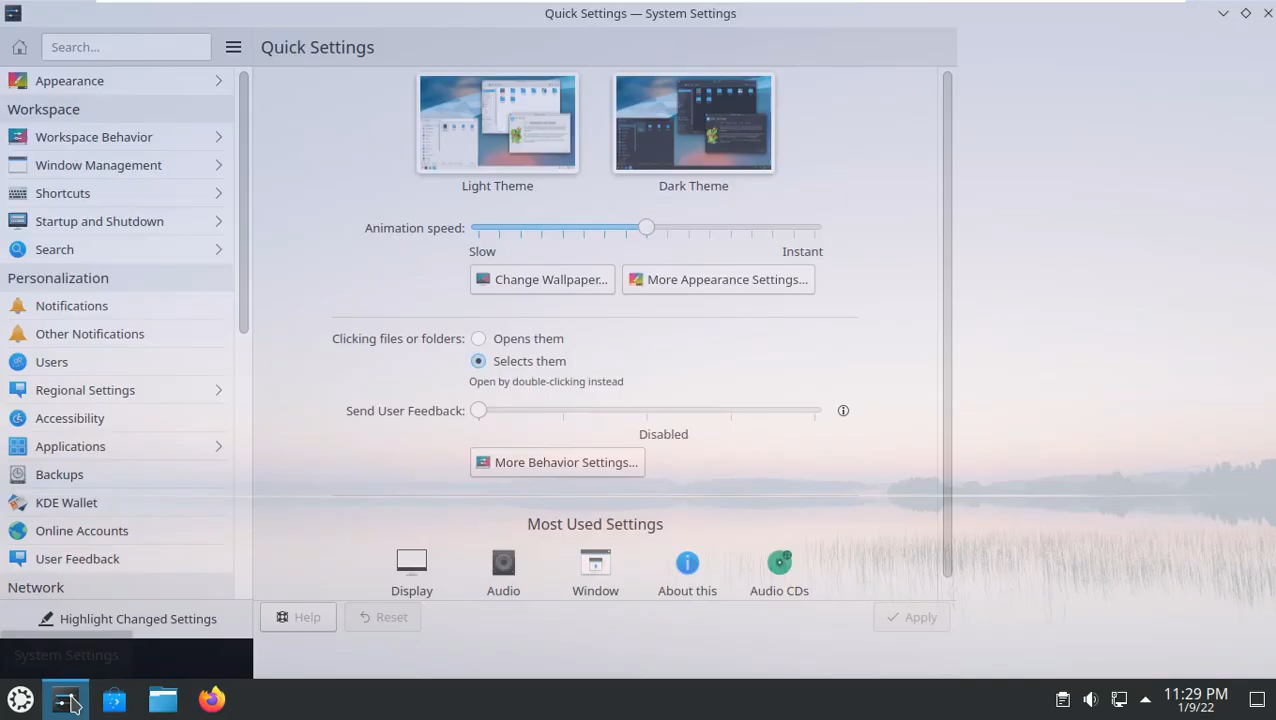 Quick Settings — System Settings
Search...
Quick Settings
Appearance
Workspace
Workspace Behavior
Window Management
Shortcuts
Startup and Shutdown
Search
Personalization
Notifications
Other Notifications
Users
Regional Settings
Accessibility
Applications
Backups
KDE Wallet
Online Accounts
User Feedback
Network
Highlight Changed Settings
System Settings
Light Theme
Dark Theme
Animation speed:
Slow
Instant
Change Wallpaper...
More Appearance Settings...
Clicking files or folders:
Opens them
Selects them
Open by double-clicking instead
Send User Feedback:
Disabled
More Behavior Settings...
Most Used Settings
Display
Audio
Window
About this
Audio CDs
Help
Reset
Apply
11:29 PM
1/9/22